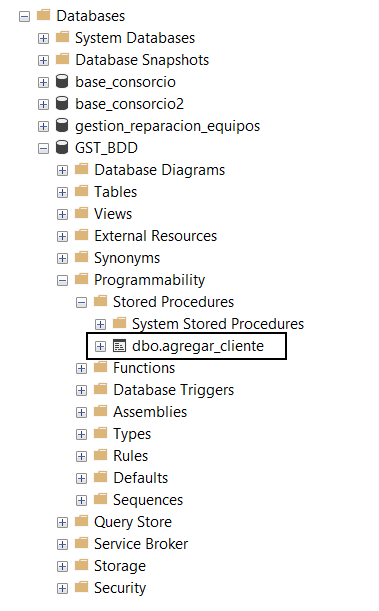 Databases
System Databases
Database Snapshots
base_consorcio
base_consorcio2
gestion_reparacion_equipos
GST_BDD
Database Diagrams
Tables
Views
External Resources
Synonyms
Programmability
Stored Procedures
System Stored Procedures
dbo.agregar_cliente
Functions
Database Triggers
Assemblies
Types
Rules
Defaults
Sequences
Query Store
Service Broker
Storage
Security